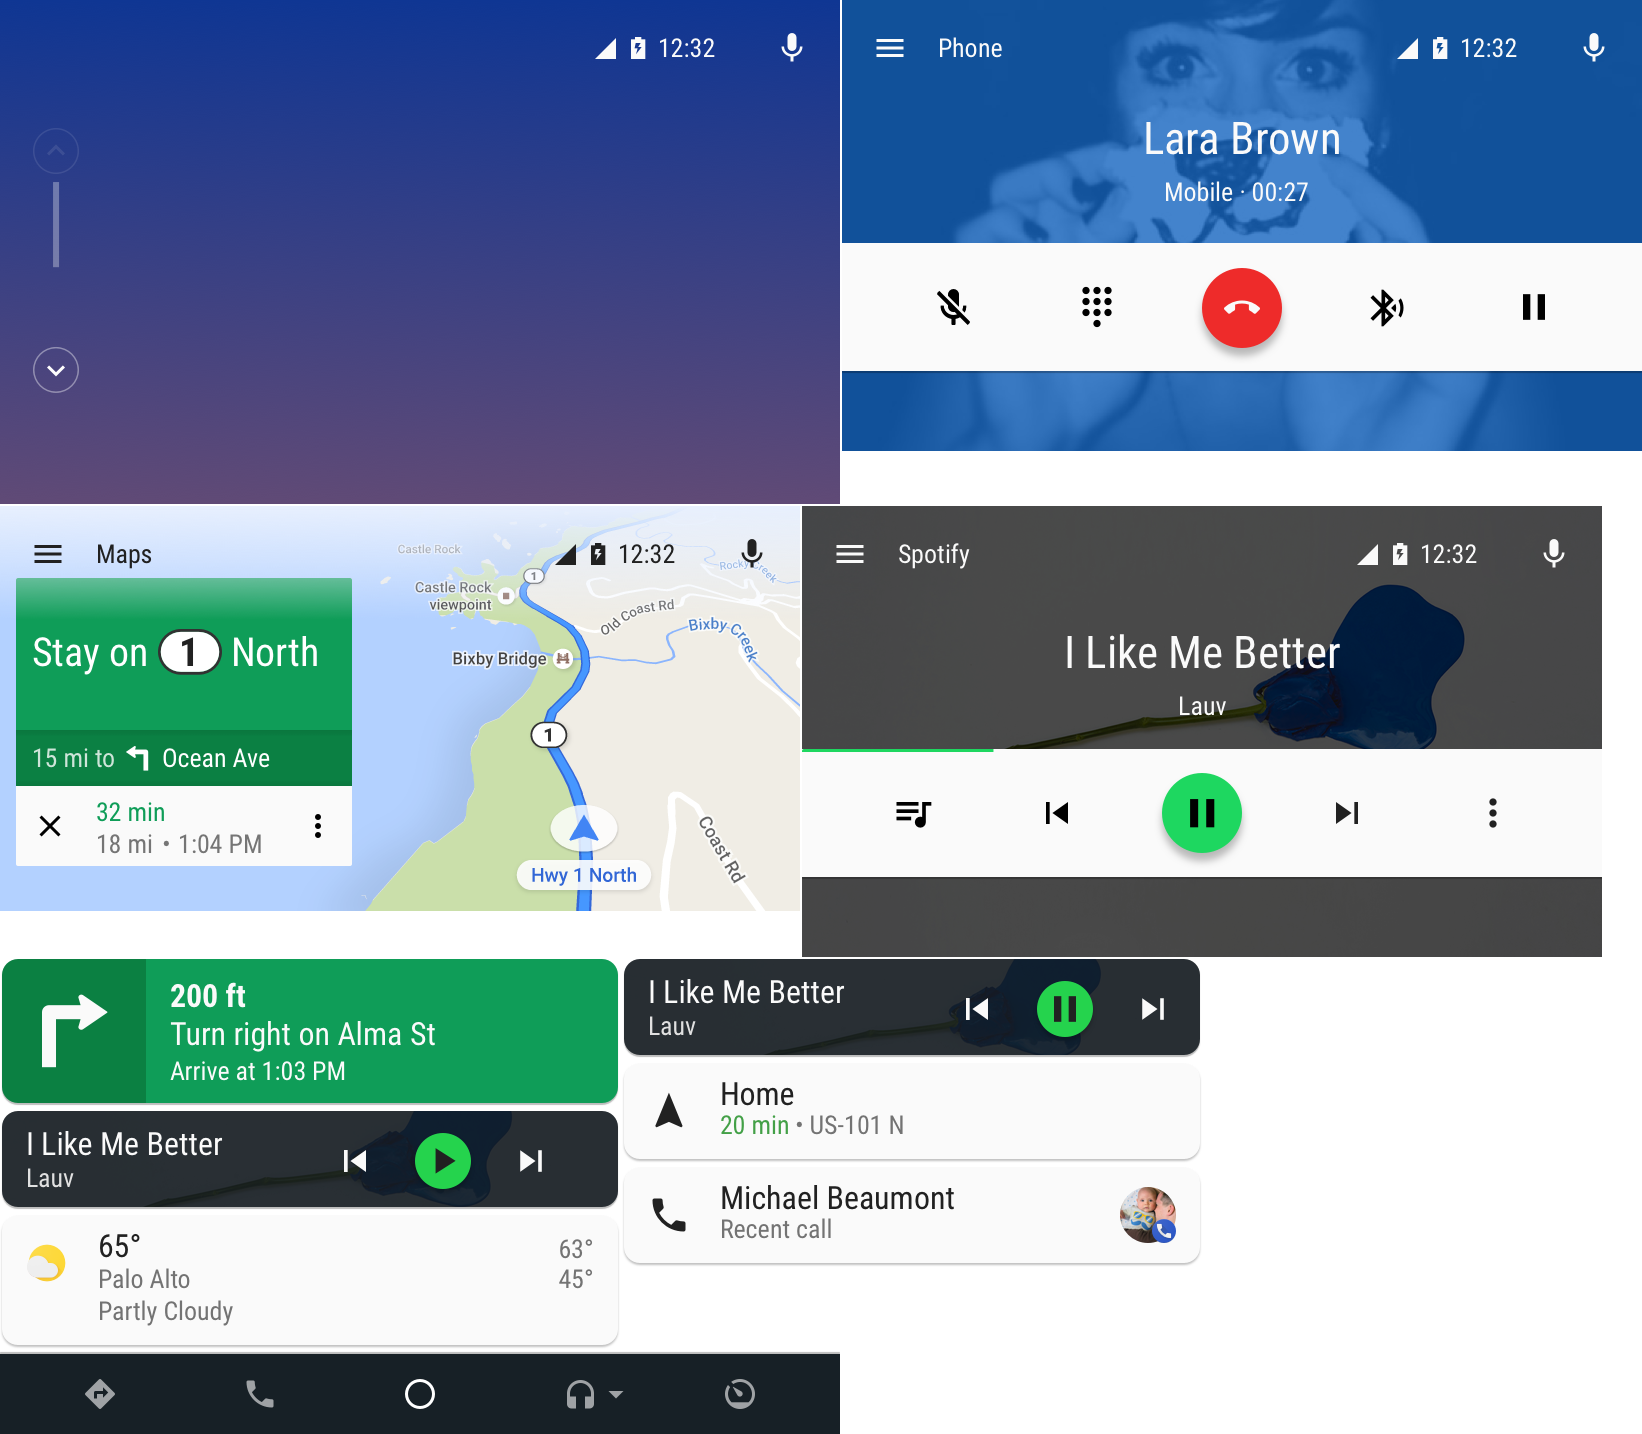 12:32
Phone
12:32
Lara Brown
Mobile · 00:27
Maps
12:32
Stay on 1 North
15 mi to Ocean Ave
32 min
18 mi • 1:04 PM
Castle Rock
Castle Rock
viewpoint
1
Rocky Creek
Old Coast Rd
Bixby Creek
Bixby Bridge
1
Coast Rd
Hwy 1 North
Spotify
12:32
I Like Me Better
Lauv
200 ft
Turn right on Alma St
Arrive at 1:03 PM
I Like Me Better
Lauv
65°
63°
Palo Alto
45°
Partly Cloudy
I Like Me Better
Lauv
Home
20 min • US-101 N
Michael Beaumont
Recent call